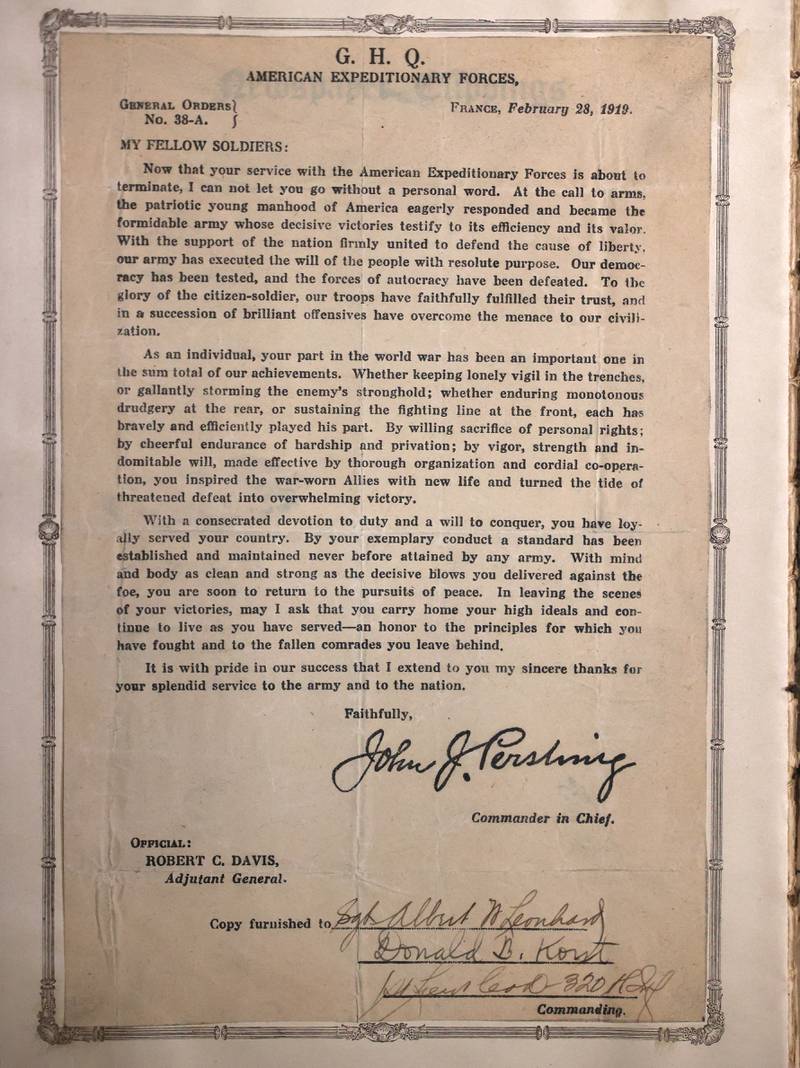 G. H. Q.
AMERICAN EXPEDITIONARY FORCES,
GENERAL ORDERS}
No. 38-A.
FRANCE, February 28, 1919.
MY FELLOW SOLDIERS:
Now that your service with the American Expeditionary Forces is about to
terminate, I can not let you go without a personal word. At the call to arms,
the patriotic young manhood of America eagerly responded and became the
formidable army whose decisive victories testify to its efficiency and its valor.
With the support of the nation firmly united to defend the cause of liberty,
our army has executed the will of the people with resolute purpose. Our democ-
racy has been tested, and the forces of autocracy have been defeated. To the
glory of the citizen-soldier, our troops have faithfully fulfilled their trust, and
in a succession of brilliant offensives have overcome the menace to our civili-
zation.
As an individual, your part in the world war has been an important one in
the sum total of our achievements. Whether keeping lonely vigil in the trenches,
or gallantly storming the enemy's stronghold; whether enduring monotonous
drudgery at the rear, or sustaining the fighting line at the front, each has
bravely and efficiently played his part. By willing sacrifice of personal rights;
by cheerful endurance of hardship and privation; by vigor, strength and in-
domitable will, made effective by thorough organization and cordial co-opera-
tion, you inspired the war-worn Allies with new life and turned the tide of
threatened defeat into overwhelming victory.
With a consecrated devotion to duty and a will to conquer, you have loy-
ally served your country. By your exemplary conduct a standard has been
established and maintained never before attained by any army. With mind
and body as clean and strong as the decisive blows you delivered against the
foe, you are soon to return to the pursuits of peace. In leaving the scenes
of your victories, may I ask that you carry home your high ideals and con-
tinue to live as you have served—an honor to the principles for which you
have fought and to the fallen comrades you leave behind.
It is with pride in our success that I extend to you my sincere thanks for
your splendid service to the army and to the nation.
Faithfully,
John J. Pershing
Commander in Chief.
OFFICIAL:
ROBERT C. DAVIS,
Adjutant General.
Copy furnished to Sgt Albert W Leonhard
Donald D. Korst
320
Commanding.